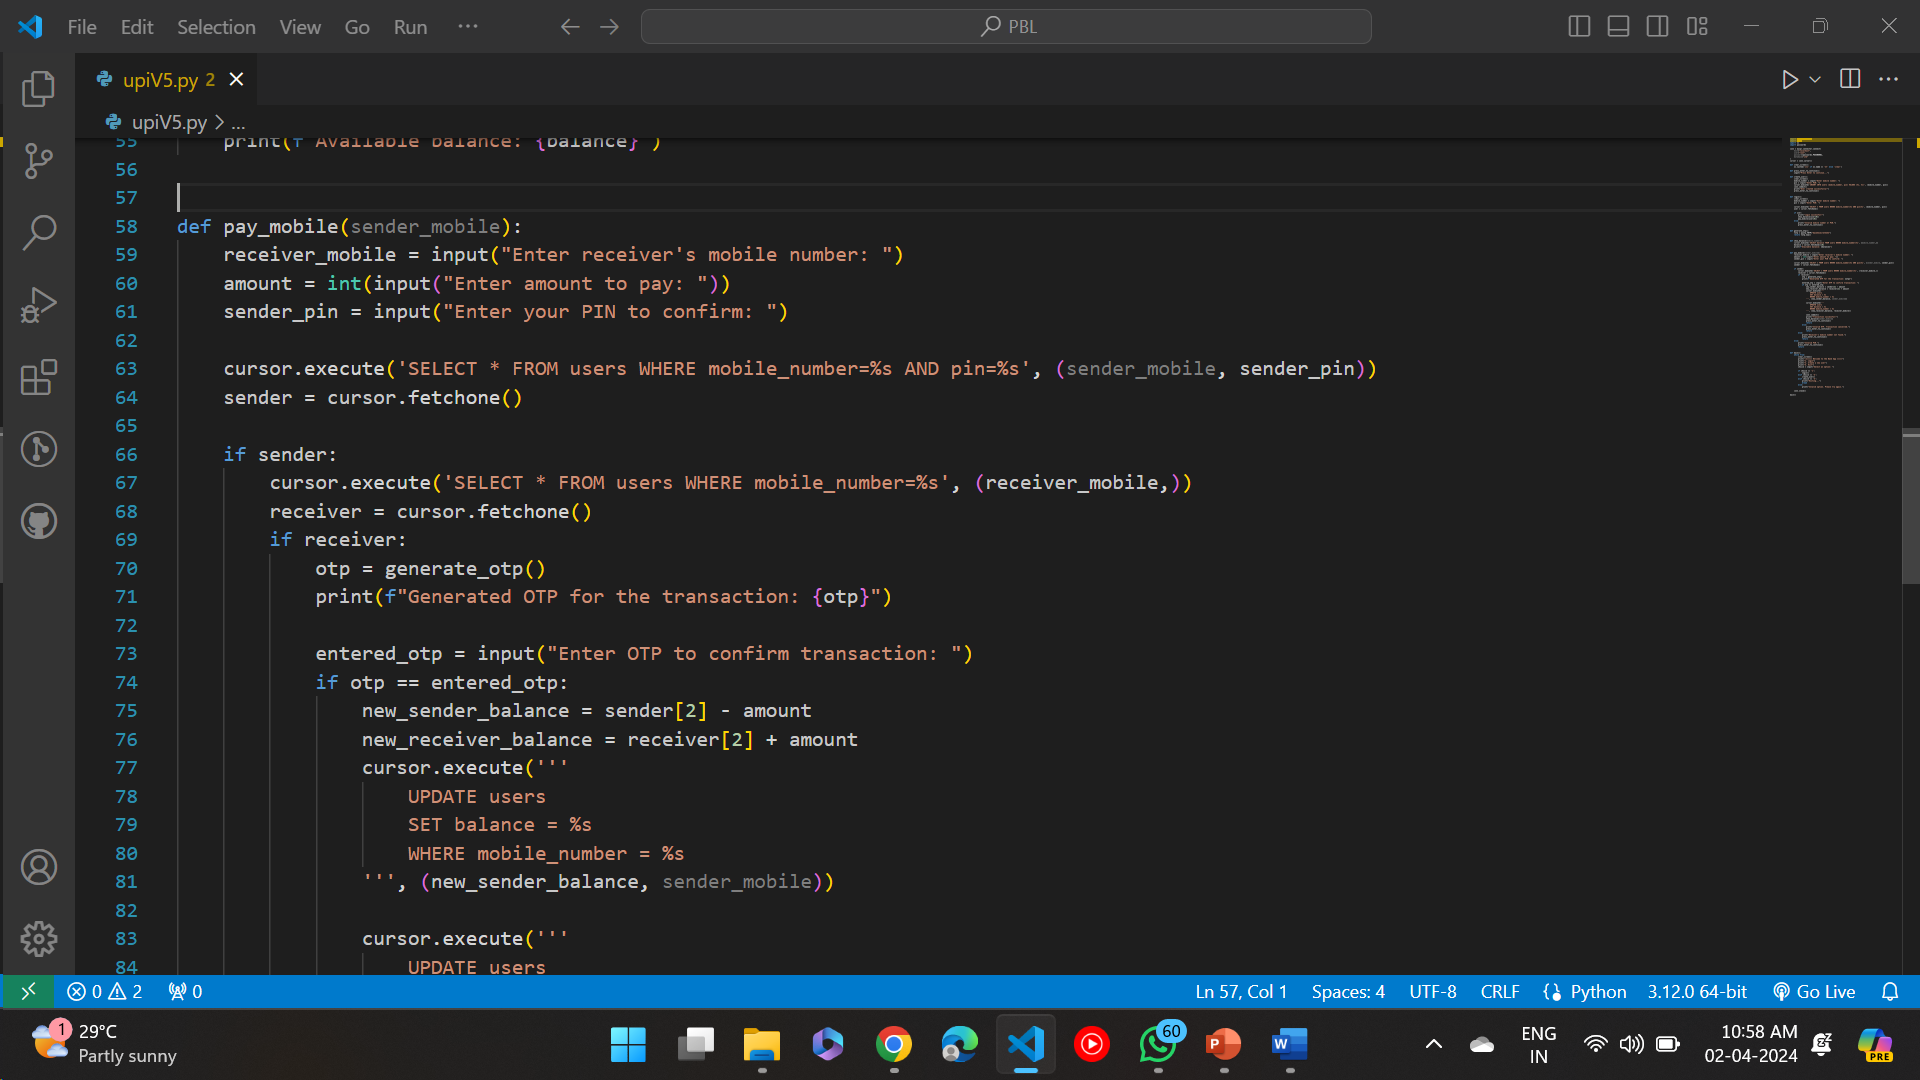 File Edit Selection View Go Run ··· PBL
upiV5.py 2
upiV5.py > ...
55 print(f"Available balance: {balance}")
56
57
58 def pay_mobile(sender_mobile):
59 receiver_mobile = input("Enter receiver's mobile number: ")
60 amount = int(input("Enter amount to pay: "))
61 sender_pin = input("Enter your PIN to confirm: ")
62
63 cursor.execute('SELECT * FROM users WHERE mobile_number=%s AND pin=%s', (sender_mobile, sender_pin))
64 sender = cursor.fetchone()
65
66 if sender:
67 cursor.execute('SELECT * FROM users WHERE mobile_number=%s', (receiver_mobile,))
68 receiver = cursor.fetchone()
69 if receiver:
70 otp = generate_otp()
71 print(f"Generated OTP for the transaction: {otp}")
72
73 entered_otp = input("Enter OTP to confirm transaction: ")
74 if otp == entered_otp:
75 new_sender_balance = sender[2] - amount
76 new_receiver_balance = receiver[2] + amount
77 cursor.execute('''
78 UPDATE users
79 SET balance = %s
80 WHERE mobile_number = %s
81 ''', (new_sender_balance, sender_mobile))
82
83 cursor.execute('''
84 UPDATE users
0 2 0 Ln 57, Col 1 Spaces: 4 UTF-8 CRLF Python 3.12.0 64-bit Go Live
1 29°C
Partly sunny
60
P
W
ENG
IN
10:58 AM
02-04-2024
PRE